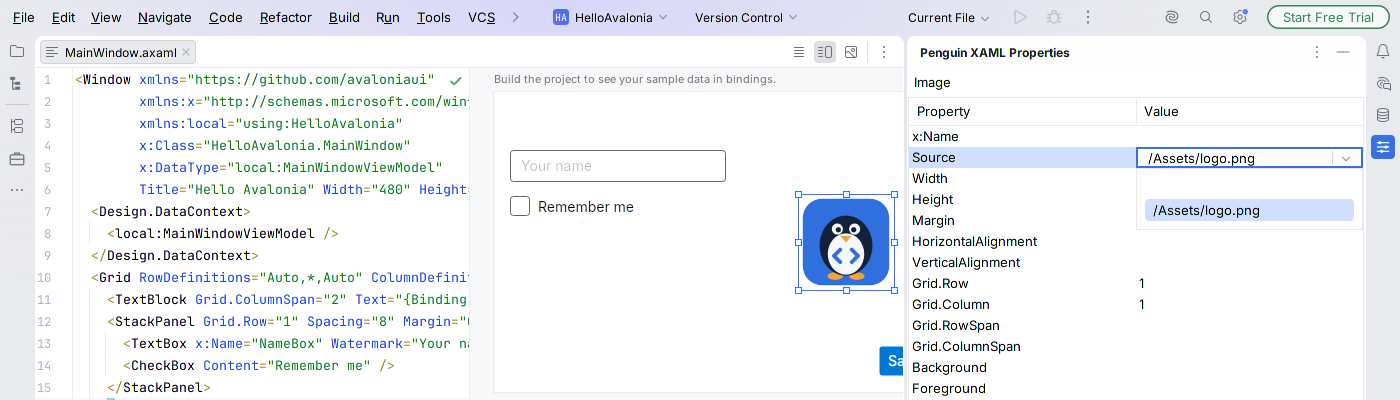 File Edit View Navigate Code Refactor Build Run Tools VCS HA HelloAvalonia Version Control Current File Start Free Trial
MainWindow.axaml
1 <Window xmlns="https://github.com/avaloniaui"
2 xmlns:x="http://schemas.microsoft.com/win
3 xmlns:local="using:HelloAvalonia"
4 x:Class="HelloAvalonia.MainWindow"
5 x:DataType="local:MainWindowViewModel"
6 Title="Hello Avalonia" Width="480" Height=
7 <Design.DataContext>
8 <local:MainWindowViewModel />
9 </Design.DataContext>
10 <Grid RowDefinitions="Auto,*,Auto" ColumnDefinit
11 <TextBlock Grid.ColumnSpan="2" Text="{Binding
12 <StackPanel Grid.Row="1" Spacing="8" Margin="
13 <TextBox x:Name="NameBox" Watermark="Your na
14 <CheckBox Content="Remember me" />
15 </StackPanel>
Build the project to see your sample data in bindings.
Your name
Remember me
Sa
Penguin XAML Properties
Image
Property Value
x:Name
Source /Assets/logo.png
Width
/Assets/logo.png
Height
Margin
HorizontalAlignment
VerticalAlignment
Grid.Row 1
Grid.Column 1
Grid.RowSpan
Grid.ColumnSpan
Background
Foreground